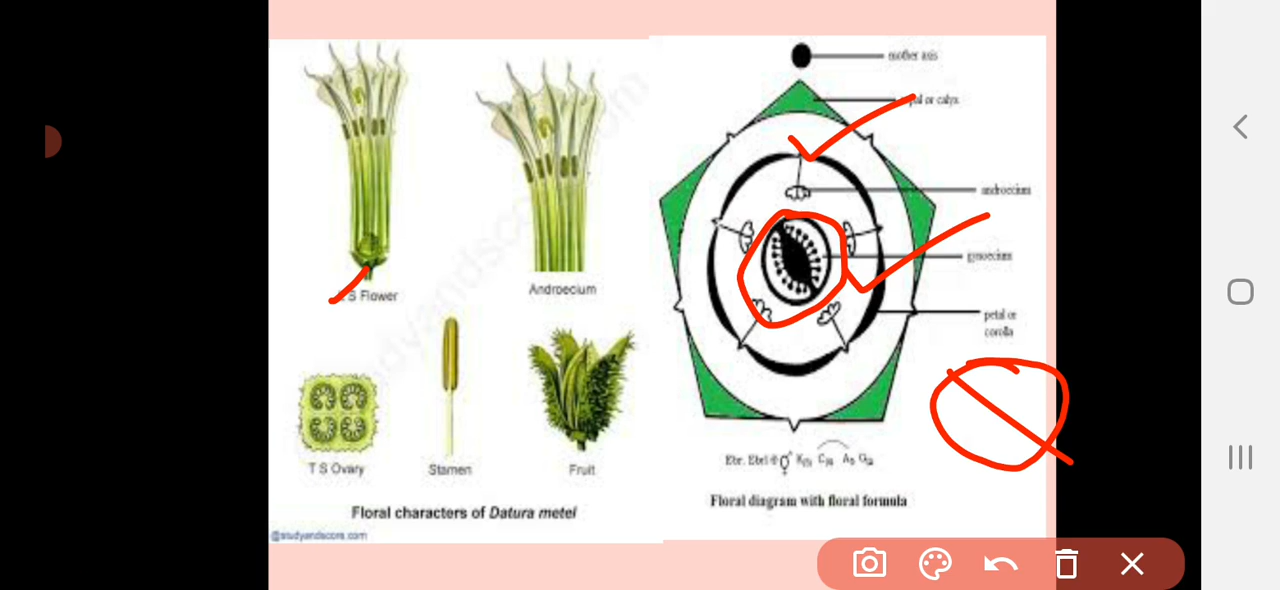 mother axis
or calyx
androecium
gynoecium
petal or
corolla
S Flower
Androecium
T S Ovary
Stamen
Fruit
Floral characters of Datura metel
Floral diagram with floral formula
@studyandscore.com